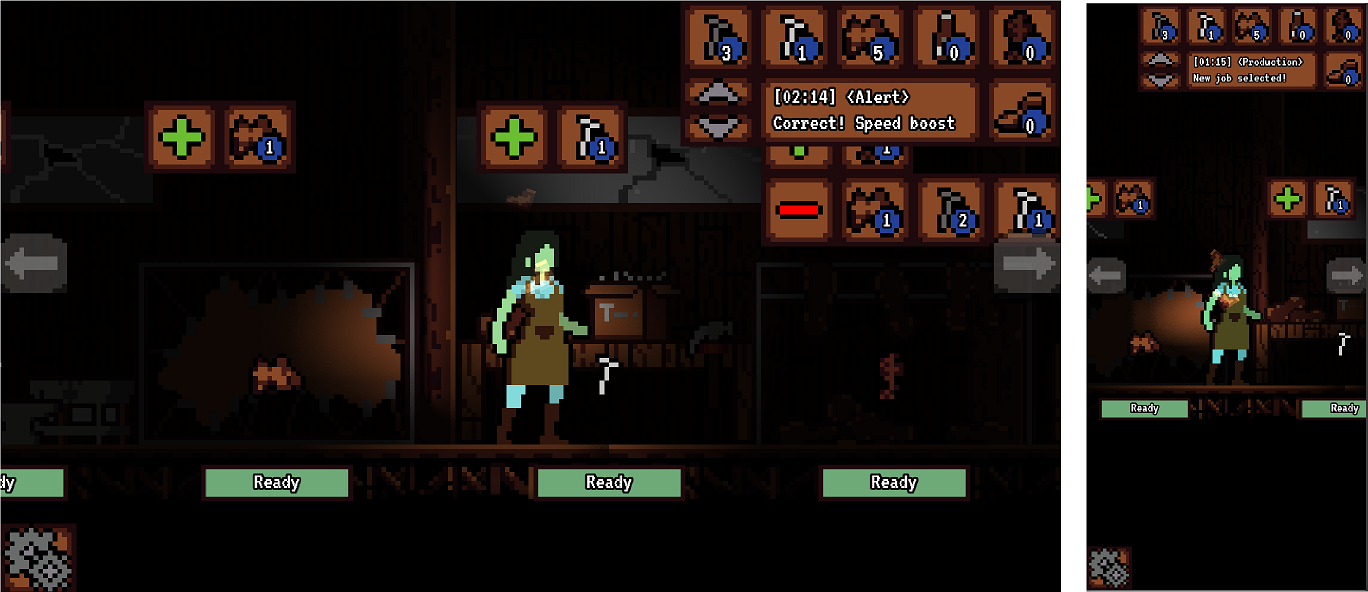 3 1 5 0 0
[02:14] <Alert>
Correct! Speed boost
0
1
1
1
1 2 1
dy
Ready
Ready
Ready
T
3 1 5 0 0
[01:15] <Production>
New job selected!
0
1
1
Ready
Ready